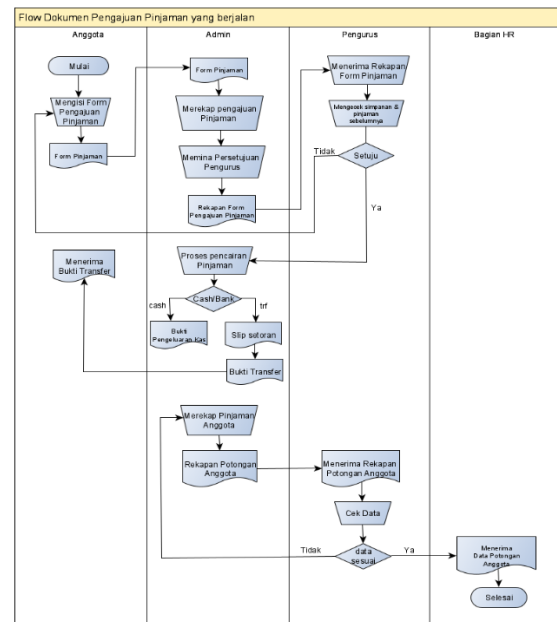 Flow Dokumen Pengajuan Pinjaman yang berjalan
Anggota
Admin
Pengurus
Bagian HR
Mulai
Mengisi Form
Pengajuan
Pinjaman
Form Pinjaman
Form Pinjaman
Merekap pengajuan
Pinjaman
Memina Persetujuan
Pengurus
Rekapan Form
Pengajuan Pinjaman
Menerima Rekapan
Form Pinjaman
Mengecek simpanan &
pinjaman
sebelumnya
Tidak
Setuju
Ya
Proses pencairan
Pinjaman
Menerima
Bukti Transfer
cash
Cash/Bank
trf
Bukti
Pengeluaran Kas
Slip setoran
Bukti Transfer
Merekap Pinjaman
Anggota
Rekapan Potongan
Anggota
Menerima Rekapan
Potongan Anggota
Cek Data
Tidak
data
sesuai
Ya
Menerima
Data Potongan
Anggota
Selesai